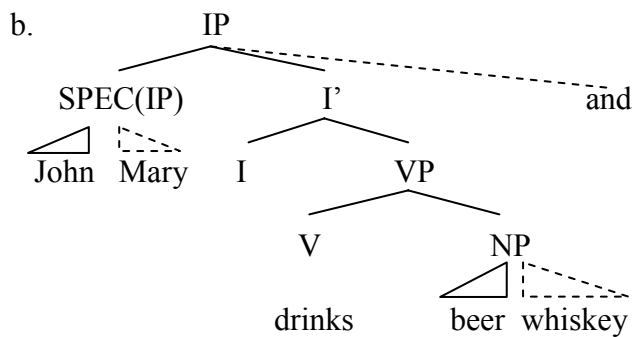 b. IP
SPEC(IP) I’ and
John Mary I VP
V NP
drinks beer whiskey